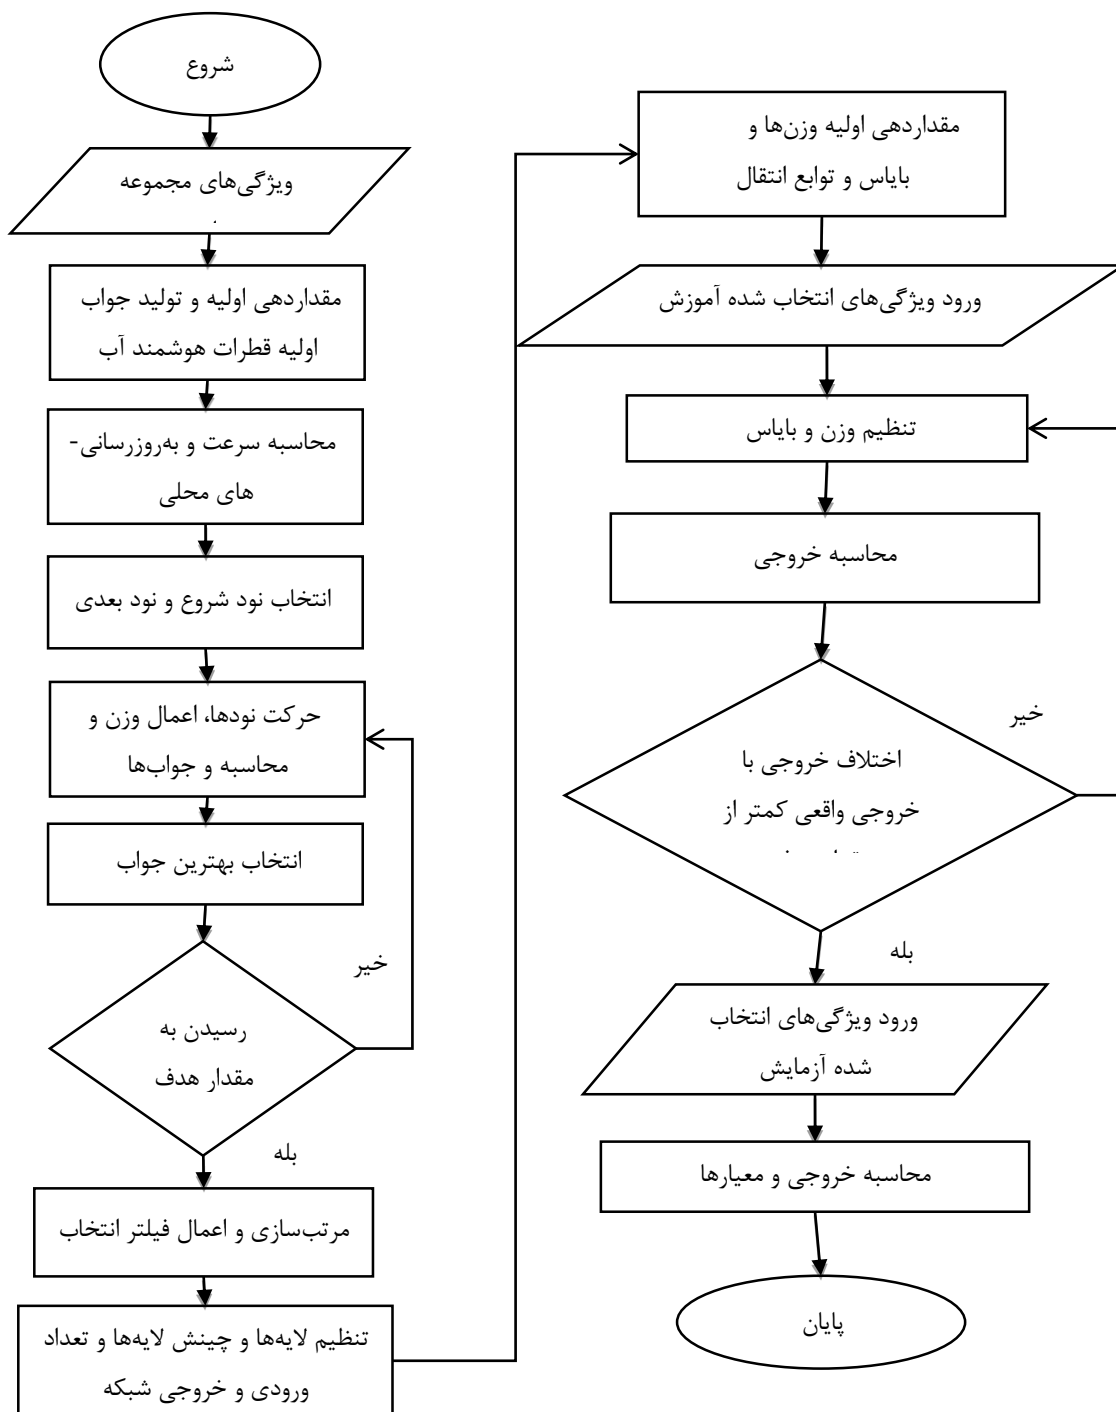 شروع
ویژگی‌های مجموعه
مقداردهی اولیه و تولید جواب
اولیه قطرات هوشمند آب
محاسبه سرعت و به‌روزرسانی-
های محلی
انتخاب نود شروع و نود بعدی
حرکت نودها، اعمال وزن و
محاسبه و جواب‌ها
انتخاب بهترین جواب
خیر
رسیدن به
مقدار هدف
بله
مرتب‌سازی و اعمال فیلتر انتخاب
تنظیم لایه‌ها و چینش لایه‌ها و تعداد
ورودی و خروجی شبکه
مقداردهی اولیه وزن‌ها و
بایاس و توابع انتقال
ورود ویژگی‌های انتخاب شده آموزش
تنظیم وزن و بایاس
محاسبه خروجی
خیر
اختلاف خروجی با
خروجی واقعی کمتر از
بله
ورود ویژگی‌های انتخاب
شده آزمایش
محاسبه خروجی و معیارها
پایان